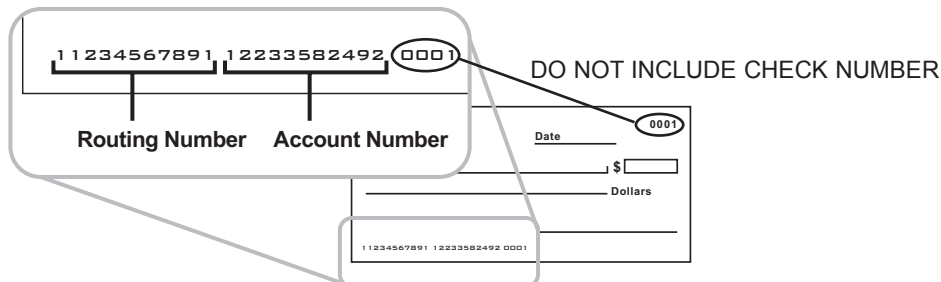 11234567891 12233582492 0001
DO NOT INCLUDE CHECK NUMBER
Routing Number Account Number
0001
Date
$
Dollars
11234567891 12233582492 0001